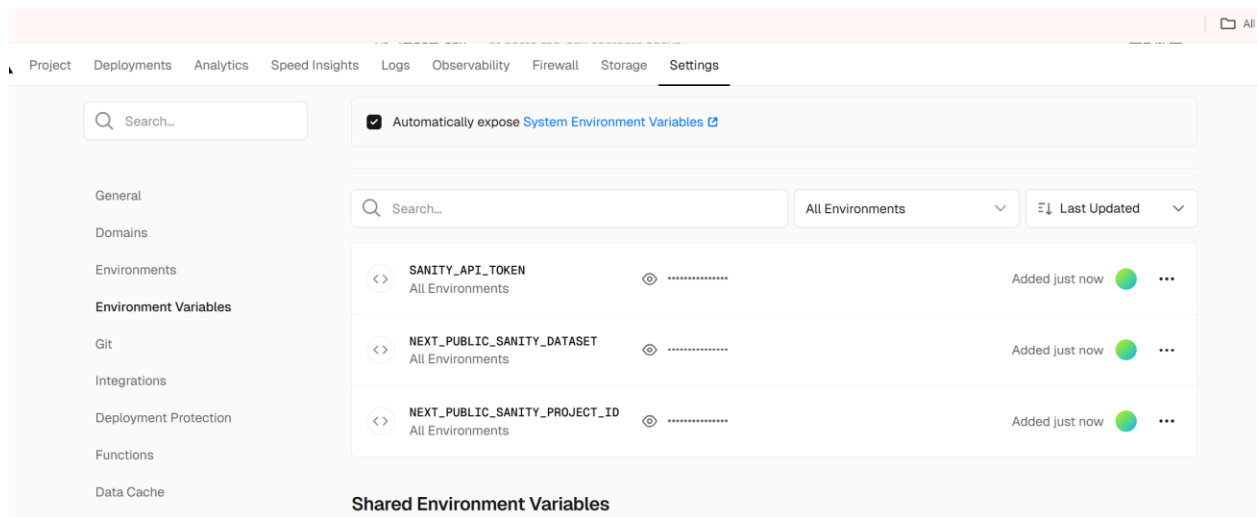 All
Project Deployments Analytics Speed Insights Logs Observability Firewall Storage Settings
Search...
Automatically expose System Environment Variables
General
Domains
Environments
Environment Variables
Git
Integrations
Deployment Protection
Functions
Data Cache
Search...
All Environments
Last Updated
SANITY_API_TOKEN
All Environments
Added just now
NEXT_PUBLIC_SANITY_DATASET
All Environments
Added just now
NEXT_PUBLIC_SANITY_PROJECT_ID
All Environments
Added just now
Shared Environment Variables